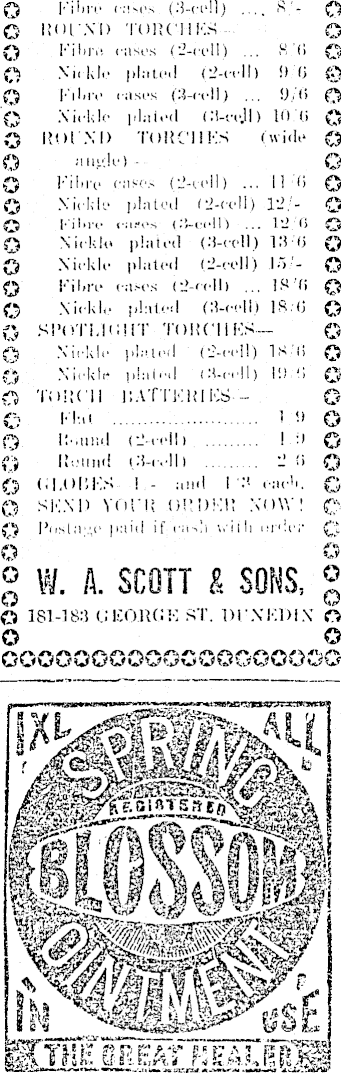 Fibre cases (3-cell) ... 8/-
ROUND TORCHES—
Fibre cases (2-cell) ... 8/6
Nickle plated (2-cell) 9/6
Fibre cases (3-cell) ... 9/6
Nickle plated (3-cell) 10/6
ROUND TORCHES (wide
angle)—
Fibre cases (2-cell) ... 11/6
Nickle plated (2-cell) 12/-
Fibre cases (3-cell) ... 12/6
Nickle plated (3-cell) 13/6
Nickle plated (2-cell) 15/-
Fibre cases (2-cell) ... 18/6
Nickle plated (3-cell) 18/6
SPOTLIGHT TORCHES—
Nickle plated (2-cell) 18/6
Nickle plated (3-cell) 19/6
TORCH BATTERIES—
Flat ........................ 1/9
Round (2-cell) ......... 1/9
Round (3-cell) ......... 2/6
GLOBES 1/- and 1/3 each.
SEND YOUR ORDER NOW!
Postage paid if cash with order
W. A. SCOTT & SONS,
181-183 GEORGE ST. DUNEDIN
IXL ALL
SPRING
REGISTERED
BLOSSOM
OINTMENT
IN USE
THE GREAT HEALER